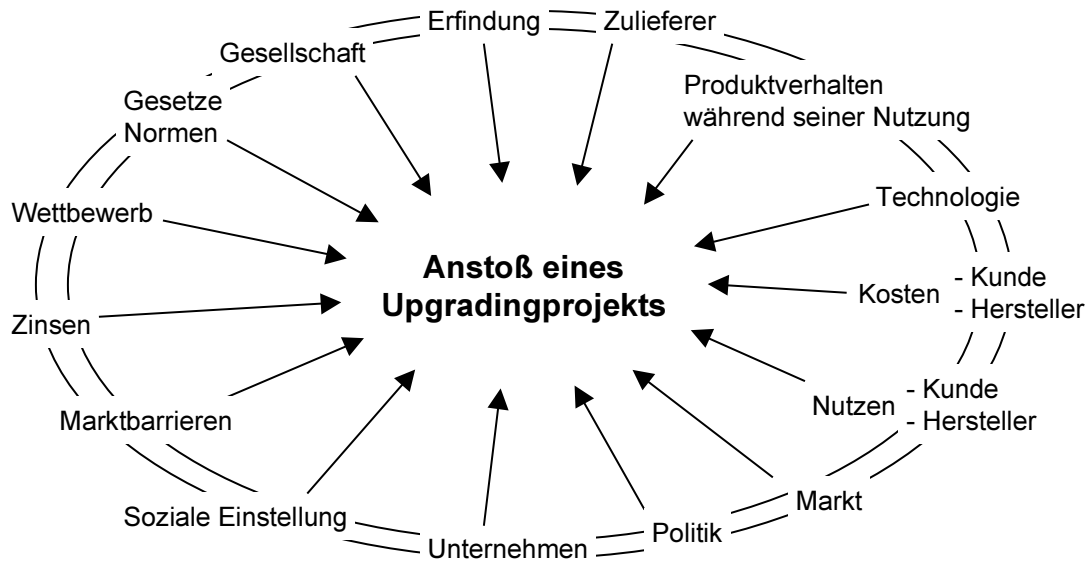 Erfindung
Zulieferer
Gesellschaft
Produktverhalten
während seiner Nutzung
Gesetze
Normen
Technologie
Wettbewerb
Anstoß eines
Upgradingprojekts
Kosten
- Kunde
- Hersteller
Zinsen
Nutzen
- Kunde
- Hersteller
Marktbarrieren
Markt
Soziale Einstellung
Politik
Unternehmen